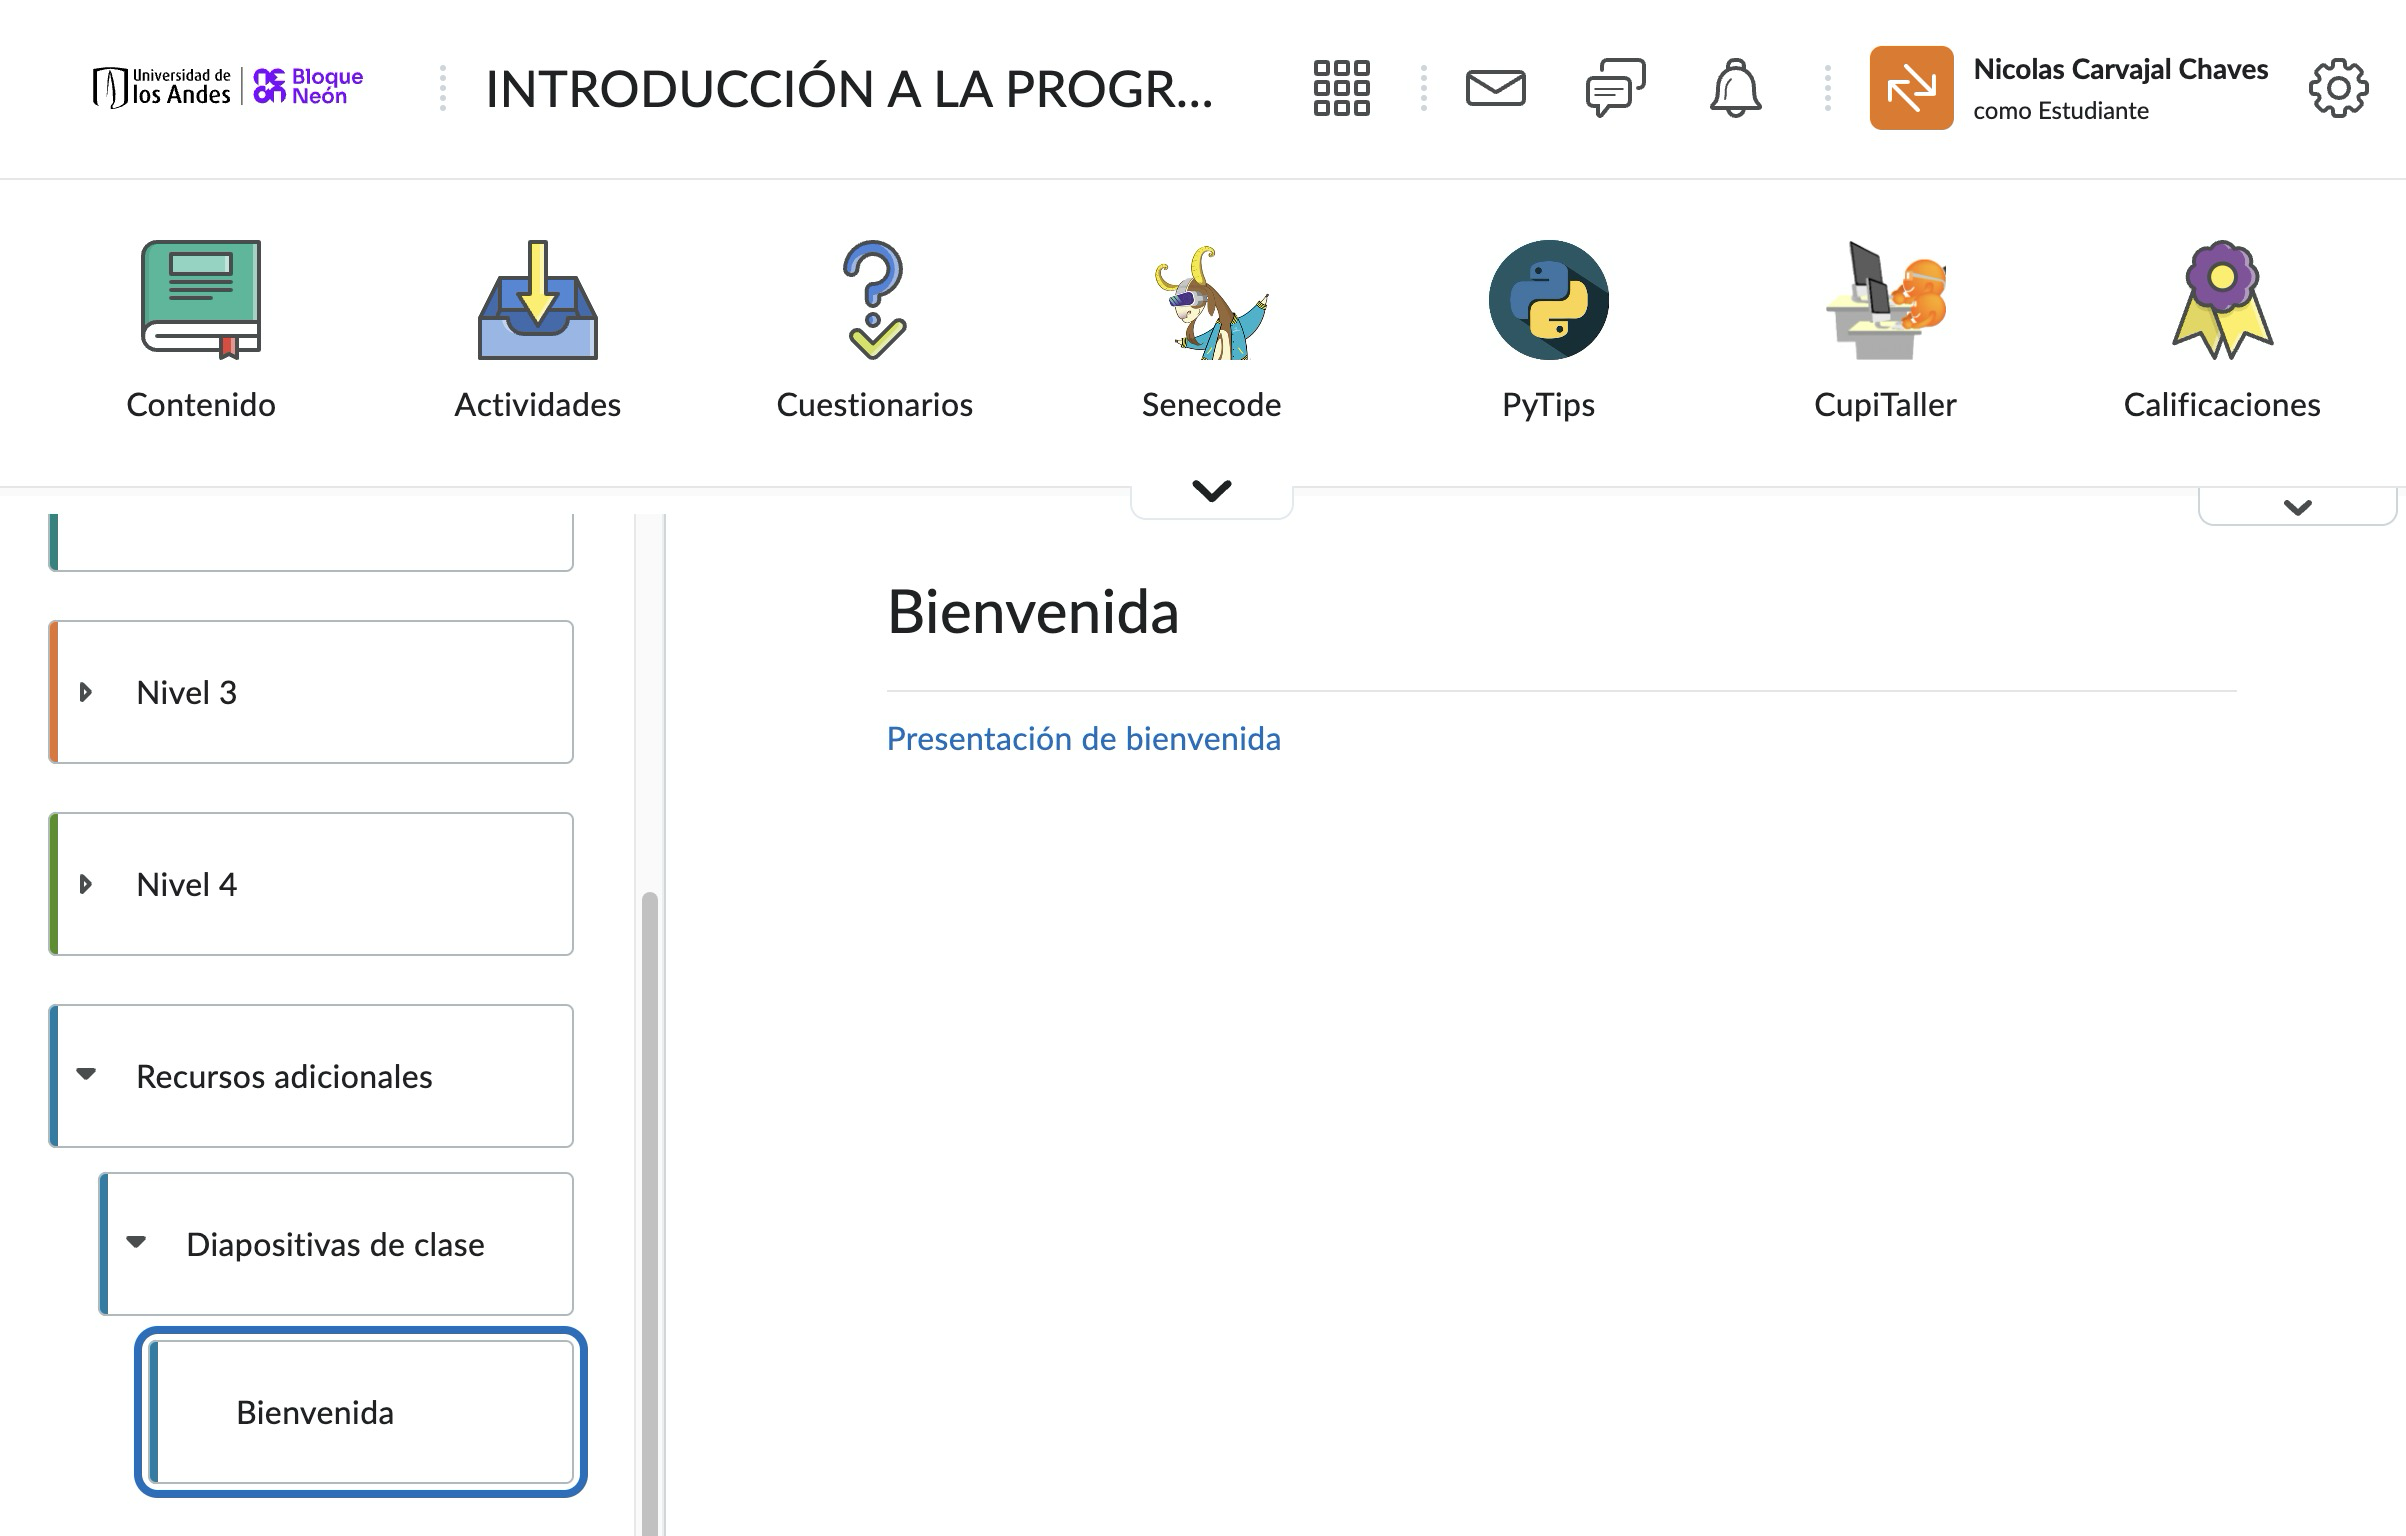 Universidad de
los Andes
Bloque
Neón
INTRODUCCIÓN A LA PROGR...
Nicolas Carvajal Chaves
como Estudiante
Contenido
Actividades
Cuestionarios
Senecode
PyTips
CupiTaller
Calificaciones
Nivel 3
Nivel 4
Recursos adicionales
Diapositivas de clase
Bienvenida
Bienvenida
Presentación de bienvenida